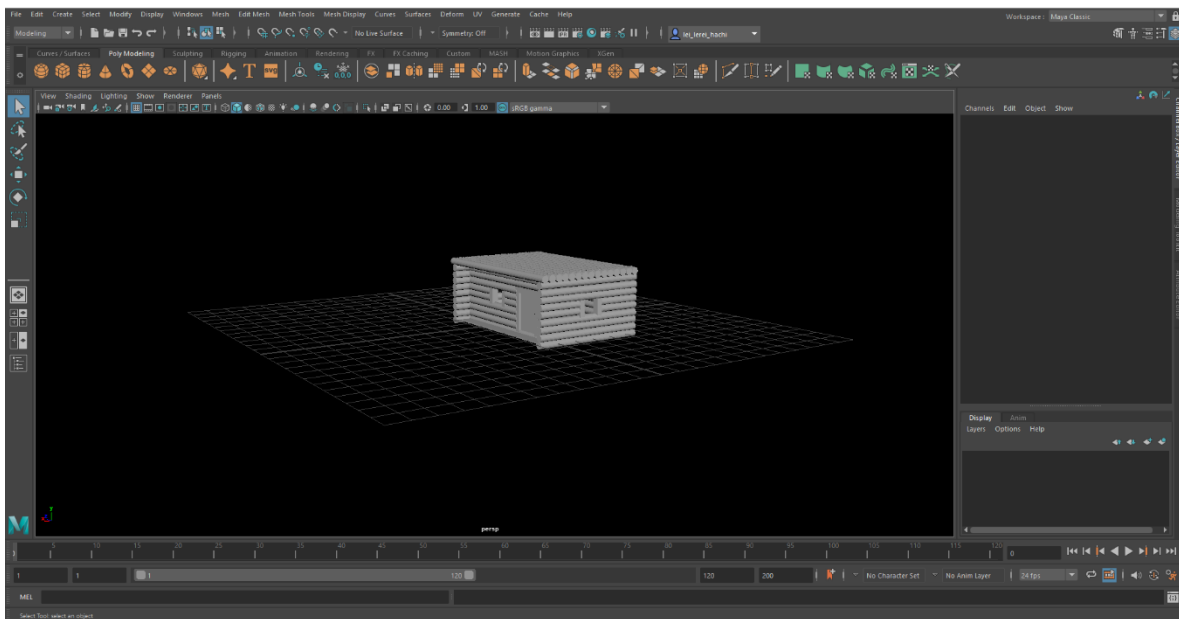 File Edit Create Select Modify Display Windows Mesh Edit Mesh Mesh Tools Mesh Display Curves Surfaces Deform UV Generate Cache Help
Workspace : Maya Classic
Modeling No Live Surface Symmetry: Off lei_lerei_hachi
Curves / Surfaces Poly Modeling Sculpting Rigging Animation Rendering FX FX Caching Custom MASH Motion Graphics XGen
View Shading Lighting Show Renderer Panels
0.00 1.00 sRGB gamma
Channels Edit Object Show
Display Anim
Layers Options Help
persp
5 10 15 20 25 30 35 40 45 50 55 60 65 70 75 80 85 90 95 100 105 110 115 120
0
1 1 1 120 120 200 No Character Set No Anim Layer 24 fps
MEL
Select Tool: select an object